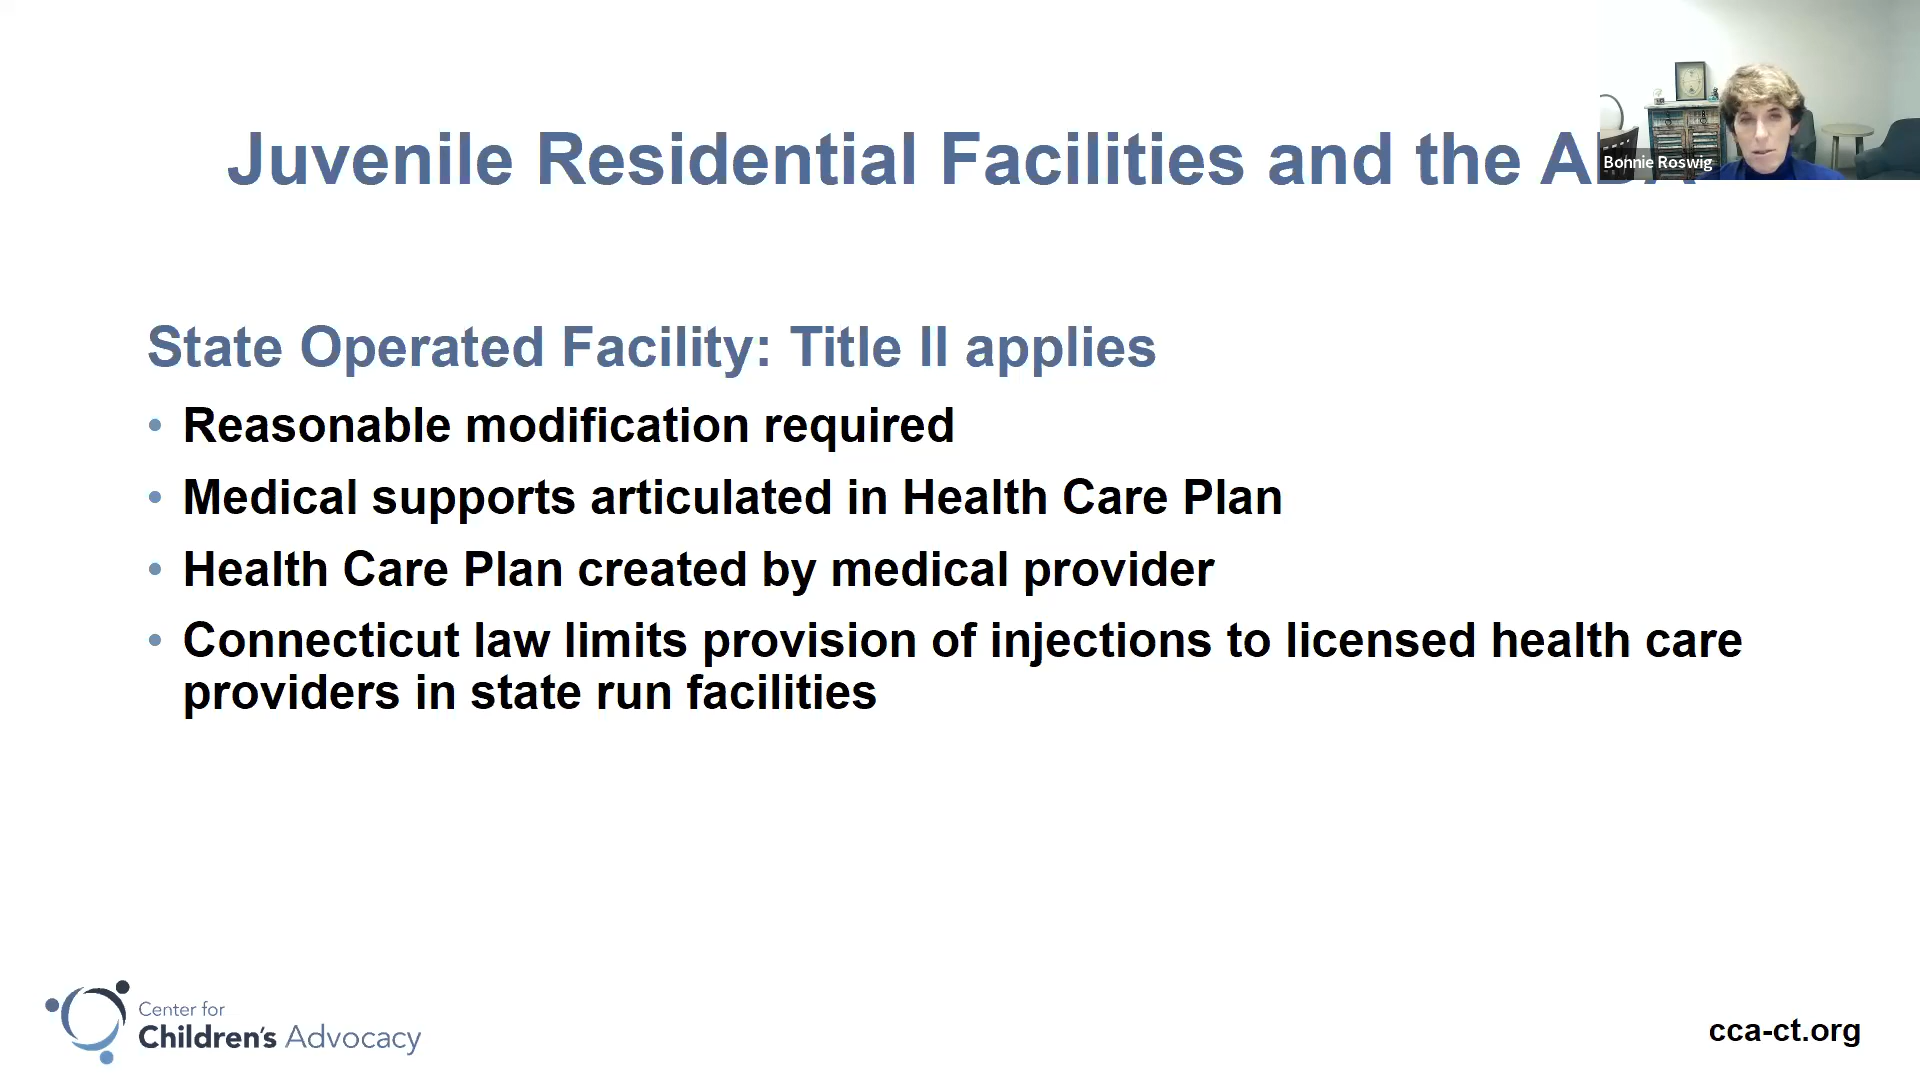 Juvenile Residential Facilities and the ADA
Bonnie Roswig
State Operated Facility: Title II applies
• Reasonable modification required
• Medical supports articulated in Health Care Plan
• Health Care Plan created by medical provider
• Connecticut law limits provision of injections to licensed health care
providers in state run facilities
Center for
Children's Advocacy
cca-ct.org